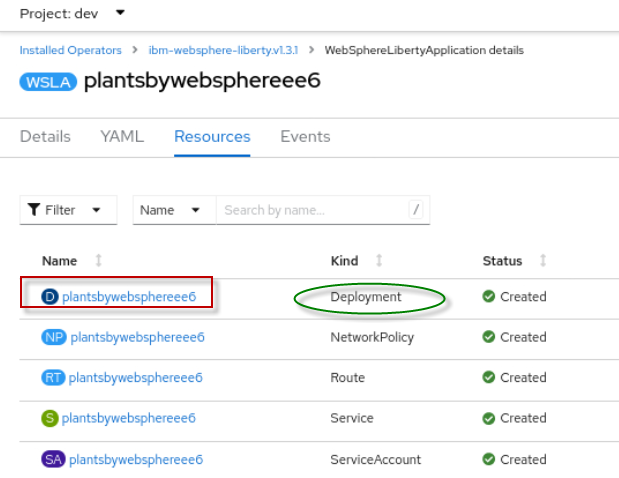 Project: dev
Installed Operators > ibm-websphere-liberty.v1.3.1 > WebSphereLibertyApplication details
WSLA plantsbywebsphereee6
Details YAML Resources Events
Filter Name Search by name... /
Name Kind Status
D plantsbywebsphereee6 Deployment Created
NP plantsbywebsphereee6 NetworkPolicy Created
RT plantsbywebsphereee6 Route Created
S plantsbywebsphereee6 Service Created
SA plantsbywebsphereee6 ServiceAccount Created